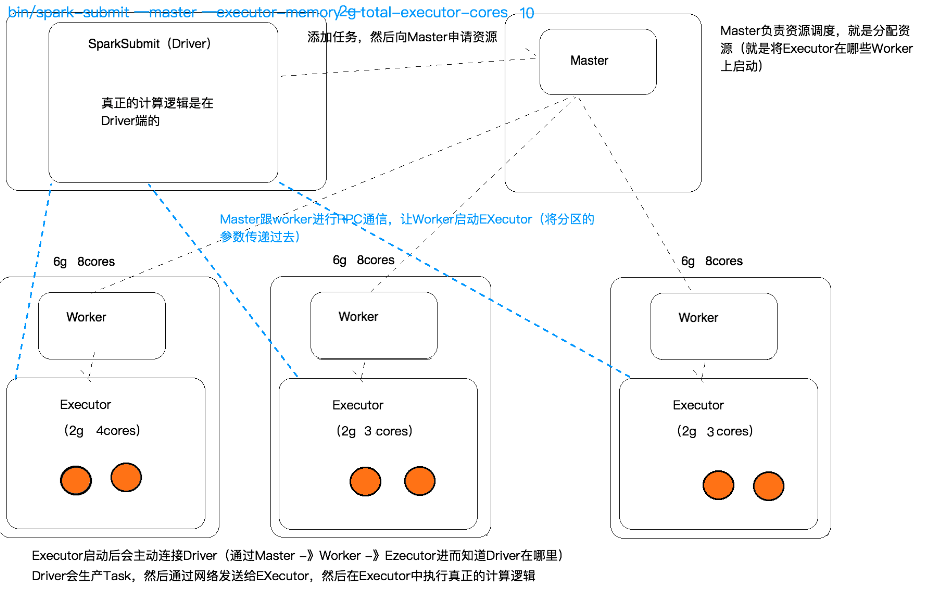 bin/spark-submit --master --executor-memory 2g-total-executor-cores 10
SparkSubmit（Driver）
真正的计算逻辑是在
Driver端的
添加任务，然后向Master申请资源
Master
Master负责资源调度，就是分配资
源（就是将Executor在哪些Worker
上启动）
Master跟worker进行RPC通信，让Worker启动EXecutor（将分区的
参数传递过去）
6g 8cores
6g 8cores
6g 8cores
Worker
Worker
Worker
Executor
（2g 4cores）
Executor
（2g 3 cores）
Executor
（2g 3 cores）
Executor启动后会主动连接Driver（通过Master -》 Worker -》Ezecutor进而知道Driver在哪里）
Driver会生产Task，然后通过网络发送给EXecutor，然后在Executor中执行真正的计算逻辑